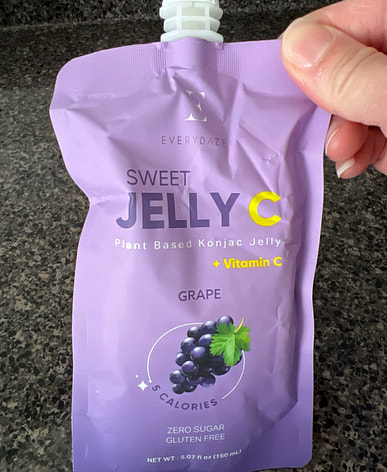 E
EVERYDAZE
SWEET
JELLY C
Plant Based Konjac Jelly
+ Vitamin C
GRAPE
5 CALORIES
ZERO SUGAR
GLUTEN FREE
NET WT : 5.07 fl oz (150 ml)